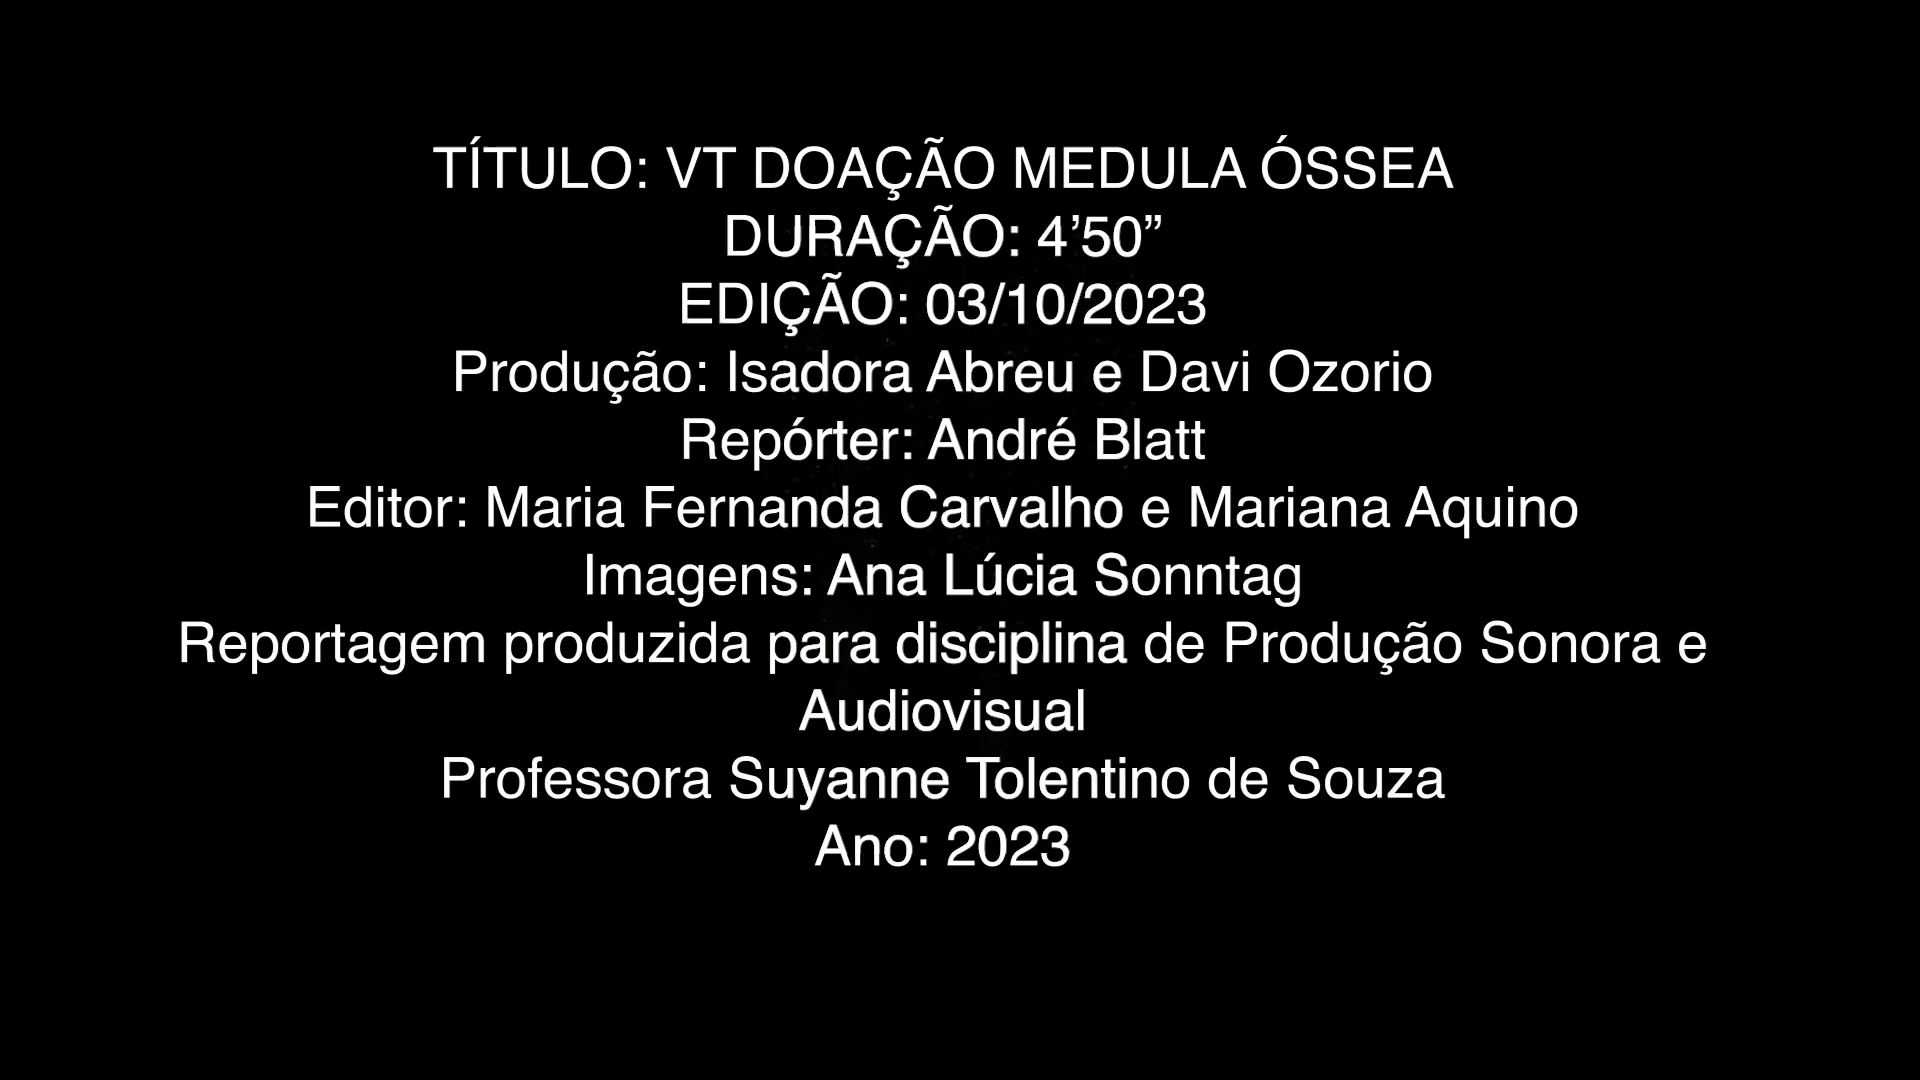 TÍTULO: VT DOAÇÃO MEDULA ÓSSEA
DURAÇÃO: 4’50”
EDIÇÃO: 03/10/2023
Produção: Isadora Abreu e Davi Ozorio
Repórter: André Blatt
Editor: Maria Fernanda Carvalho e Mariana Aquino
Imagens: Ana Lúcia Sonntag
Reportagem produzida para disciplina de Produção Sonora e
Audiovisual
Professora Suyanne Tolentino de Souza
Ano: 2023